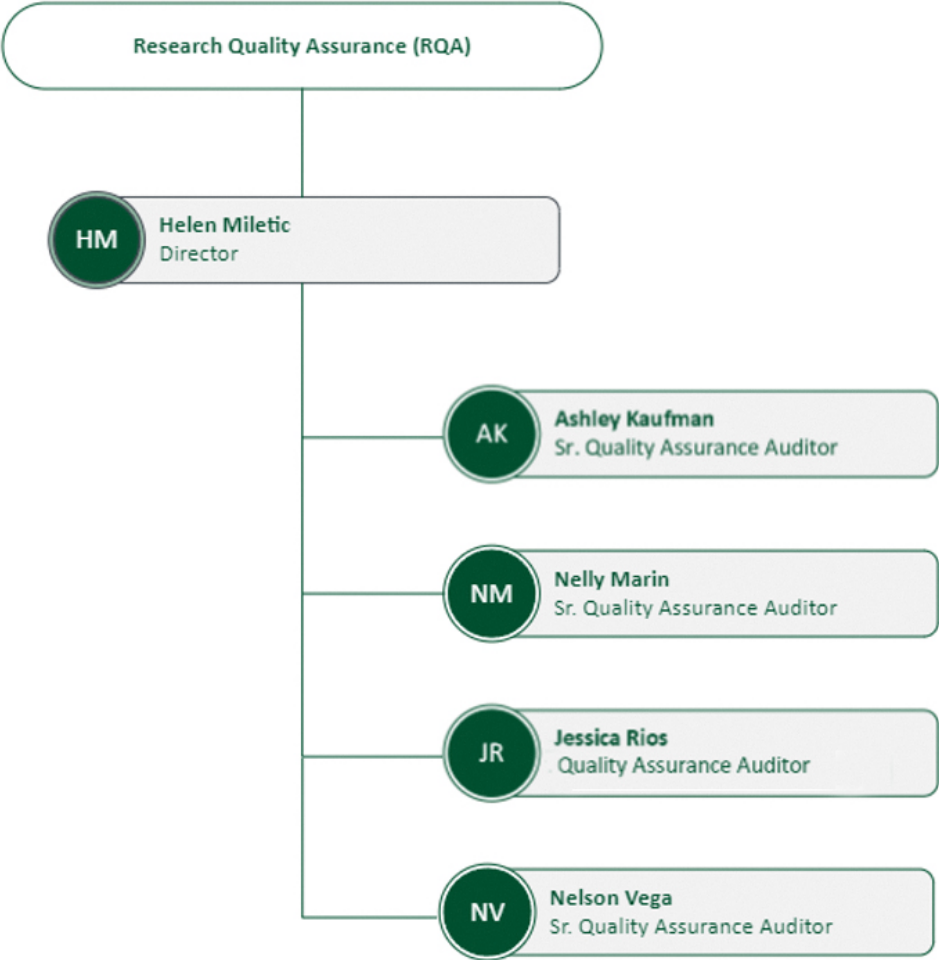 Research Quality Assurance (RQA)
HM
Helen Miletic
Director
AK
Ashley Kaufman
Sr. Quality Assurance Auditor
NM
Nelly Marin
Sr. Quality Assurance Auditor
JR
Jessica Rios
Quality Assurance Auditor
NV
Nelson Vega
Sr. Quality Assurance Auditor